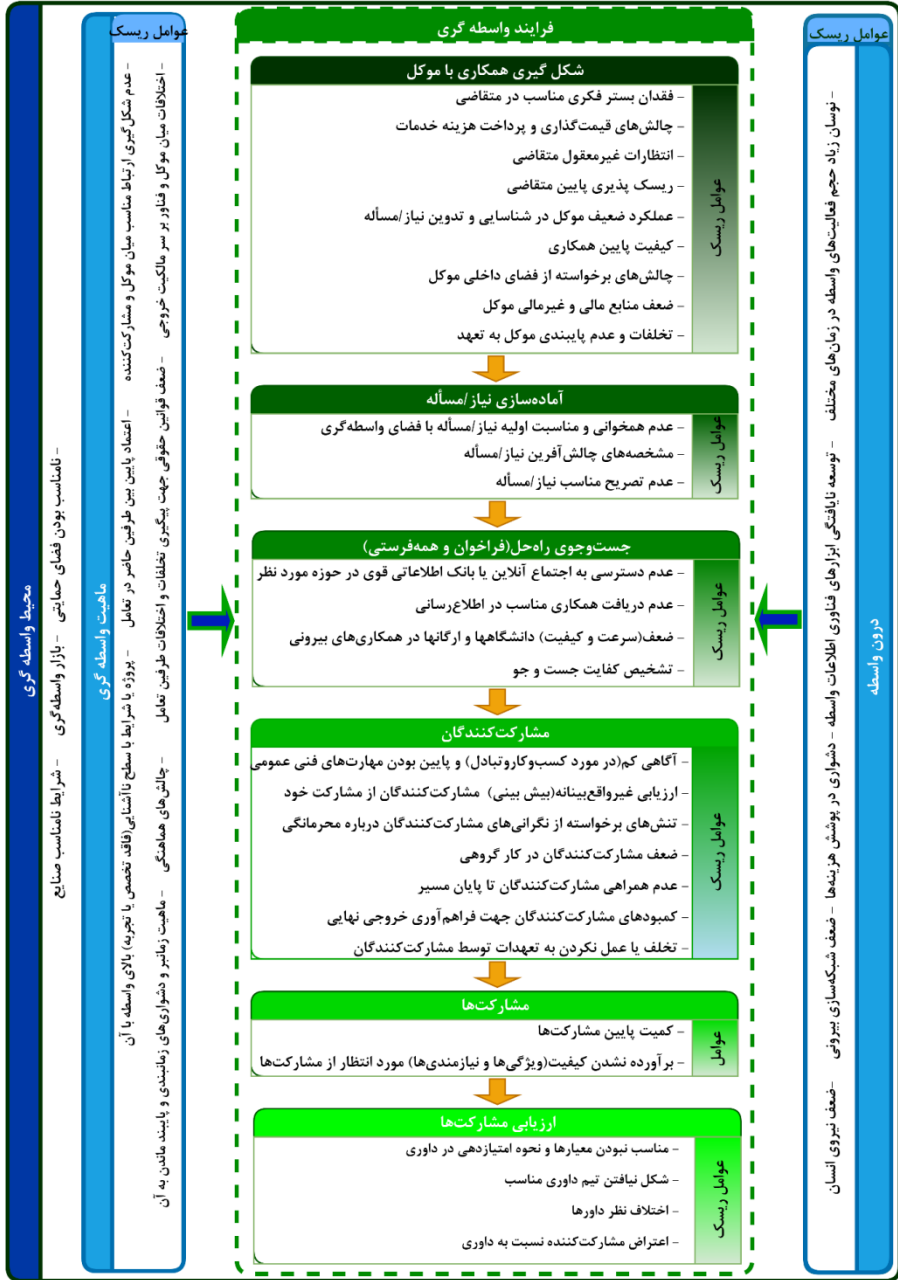 عوامل ریسک
درون واسطه
- نوسان زیاد حجم فعالیت‌های واسطه در زمان‌های مختلف - توسعه نایافتگی ابزارهای فناوری اطلاعات واسطه - دشواری در پوشش هزینه‌ها - ضعف شبکه‌سازی بیرونی -ضعف نیروی انسان
فرایند واسطه گری
شکل گیری همکاری با موکل
عوامل ریسک
- فقدان بستر فکری مناسب در متقاضی
- چالش‌های قیمت‌گذاری و پرداخت هزینه خدمات
- انتظارات غیرمعقول متقاضی
- ریسک پذیری پایین متقاضی
- عملکرد ضعیف موکل در شناسایی و تدوین نیاز/مسأله
- کیفیت پایین همکاری
- چالش‌های برخواسته از فضای داخلی موکل
- ضعف منابع مالی و غیرمالی موکل
- تخلفات و عدم پایبندی موکل به تعهد
آماده‌سازی نیاز/مسأله
عوامل ریسک
- عدم همخوانی و مناسبت اولیه نیاز/مسأله با فضای واسطه‌گری
- مشخصه‌های چالش‌آفرین نیاز/مسأله
- عدم تصریح مناسب نیاز/مسأله
جست‌وجوی راه‌حل(فراخوان و همه‌فرستی)
عوامل ریسک
- عدم دسترسی به اجتماع آنلاین یا بانک اطلاعاتی قوی در حوزه مورد نظر
- عدم دریافت همکاری مناسب در اطلاع‌رسانی
- ضعف(سرعت و کیفیت) دانشگاهها و ارگانها در همکاری‌های بیرونی
- تشخیص کفایت جست و جو
مشارکت‌کنندگان
عوامل ریسک
- آگاهی کم(در مورد کسب‌وکاروتبادل) و پایین بودن مهارت‌های فنی عمومی
- ارزیابی غیرواقع‌بینانه(بیش بینی) مشارکت‌کنندگان از مشارکت خود
- تنش‌های برخواسته از نگرانی‌های مشارکت‌کنندگان درباره محرمانگی
- ضعف مشارکت‌کنندگان در کار گروهی
- عدم همراهی مشارکت‌کنندگان تا پایان مسیر
- کمبودهای مشارکت‌کنندگان جهت فراهم‌آوری خروجی نهایی
- تخلف یا عمل نکردن به تعهدات توسط مشارکت‌کنندگان
مشارکت‌ها
عوامل
- کمیت پایین مشارکت‌ها
- برآورده نشدن کیفیت(ویژگی‌ها و نیازمندی‌ها) مورد انتظار از مشارکت‌ها
ارزیابی مشارکت‌ها
عوامل ریسک
- مناسب نبودن معیارها و نحوه امتیازدهی در داوری
- شکل نیافتن تیم داوری مناسب
- اختلاف نظر داورها
- اعتراض مشارکت‌کننده نسبت به داوری
عوامل ریسک
ماهیت واسطه گری
- عدم شکل‌گیری ارتباط مناسب میان موکل و مشارکت‌کننده - اعتماد پایین بین طرفین حاضر در تعامل - پروژه یا شرایط با سطح ناآشنایی(فاقد تخصص یا تجربه) بالای واسطه با آن
- اختلافات میان موکل و فناور بر سر مالکیت خروجی - ضعف قوانین حقوقی جهت پیگیری تخلفات و اختلافات طرفین تعامل - چالش‌های هماهنگی -ماهیت زمانبر و دشواری‌های زمانبندی و پایبند ماندن به آن
محیط واسطه گری
- نامناسب بودن فضای حمایتی - بازار واسطه‌گری - شرایط نامناسب صنایع